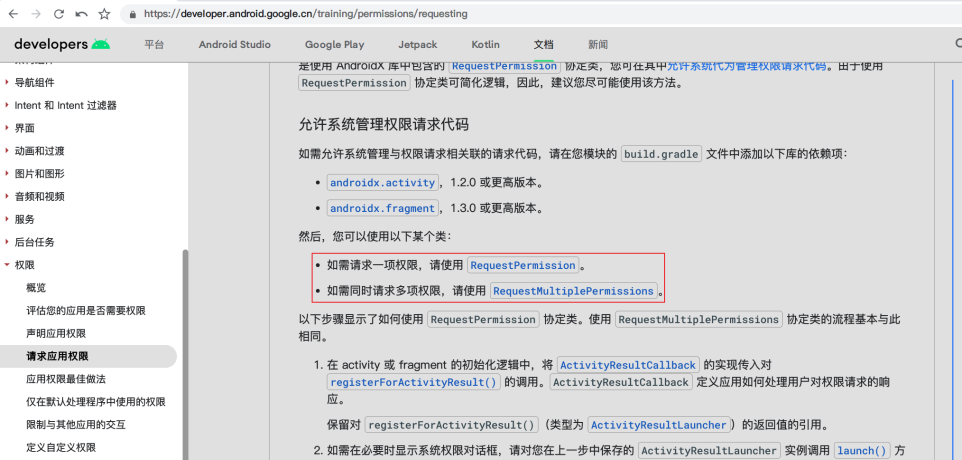 https://developer.android.google.cn/training/permissions/requesting
developers 平台 Android Studio Google Play Jetpack Kotlin 文档 新闻
导航组件
Intent 和 Intent 过滤器
界面
动画和过渡
图片和图形
音频和视频
服务
后台任务
权限
概览
评估您的应用是否需要权限
声明应用权限
请求应用权限
应用权限最佳做法
仅在默认处理程序中使用的权限
限制与其他应用的交互
定义自定义权限
是使用 AndroidX 库中包含的 RequestPermission 协定类，您可在其中允许系统代为管理权限请求代码。由于使用
RequestPermission 协定类可简化逻辑，因此，建议您尽可能使用该方法。
允许系统管理权限请求代码
如需允许系统管理与权限请求相关联的请求代码，请在您模块的 build.gradle 文件中添加以下库的依赖项：
• androidx.activity，1.2.0 或更高版本。
• androidx.fragment，1.3.0 或更高版本。
然后，您可以使用以下某个类：
• 如需请求一项权限，请使用 RequestPermission。
• 如需同时请求多项权限，请使用 RequestMultiplePermissions。
以下步骤显示了如何使用 RequestPermission 协定类。使用 RequestMultiplePermissions 协定类的流程基本与此
相同。
1. 在 activity 或 fragment 的初始化逻辑中，将 ActivityResultCallback 的实现传入对
registerForActivityResult() 的调用。ActivityResultCallback 定义应用如何处理用户对权限请求的响
应。
保留对 registerForActivityResult()（类型为 ActivityResultLauncher）的返回值的引用。
2. 如需在必要时显示系统权限对话框，请对您在上一步中保存的 ActivityResultLauncher 实例调用 launch() 方